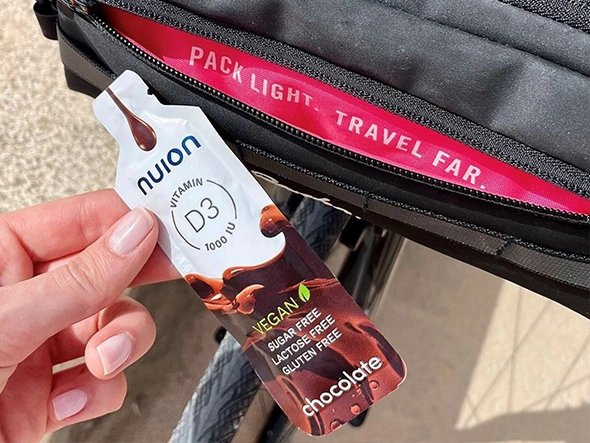 PACK LIGHT. TRAVEL FAR.
nuion
VITAMIN
D3
1000 IU
VEGAN
SUGAR FREE
LACTOSE FREE
GLUTEN FREE
chocolate